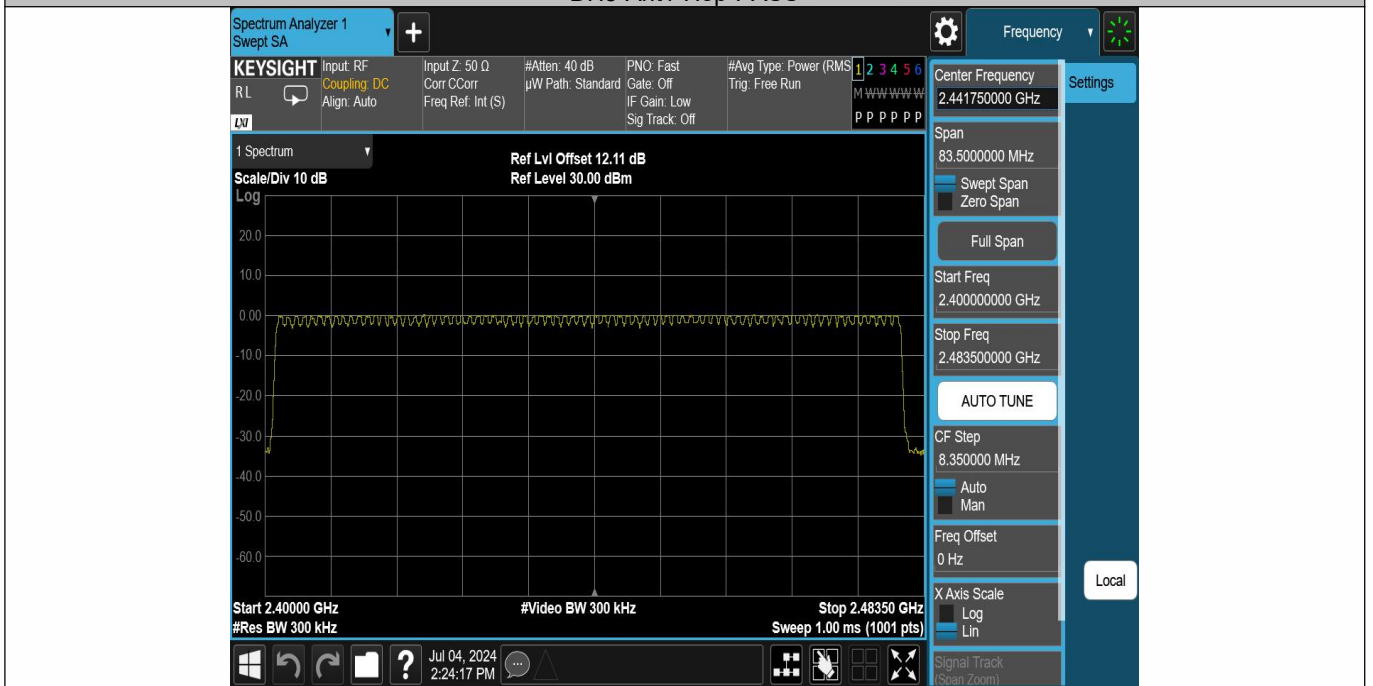 Spectrum Analyzer 1
Swept SA
Frequency
KEYSIGHT
RL
LXI
Input: RF
Coupling: DC
Align: Auto
Input Z: 50 Ω
Corr CCorr
Freq Ref: Int (S)
#Atten: 40 dB
µW Path: Standard
PNO: Fast
Gate: Off
IF Gain: Low
Sig Track: Off
#Avg Type: Power (RMS
Trig: Free Run
1 2 3 4 5 6
M W W W W W
P P P P P P
1 Spectrum
Scale/Div 10 dB
Ref Lvl Offset 12.11 dB
Ref Level 30.00 dBm
Log
20.0
10.0
0.00
-10.0
-20.0
-30.0
-40.0
-50.0
-60.0
Start 2.40000 GHz
#Video BW 300 kHz
Stop 2.48350 GHz
#Res BW 300 kHz
Sweep 1.00 ms (1001 pts)
Jul 04, 2024
2:24:17 PM
Center Frequency
2.441750000 GHz
Settings
Span
83.5000000 MHz
Swept Span
Zero Span
Full Span
Start Freq
2.400000000 GHz
Stop Freq
2.483500000 GHz
AUTO TUNE
CF Step
8.350000 MHz
Auto
Man
Freq Offset
0 Hz
X Axis Scale
Log
Lin
Local
Signal Track
(Span Zoom)